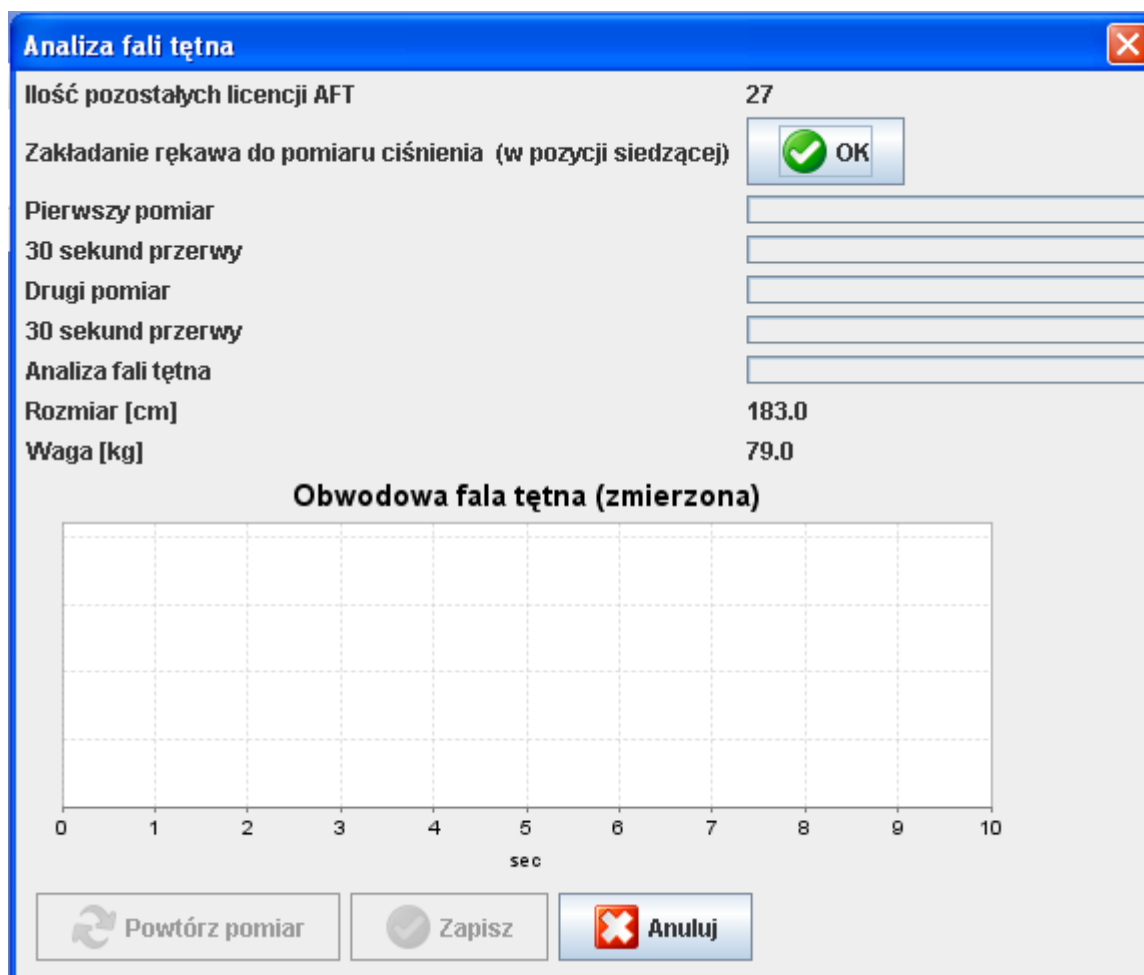 Analiza fali tętna
Ilość pozostałych licencji AFT 27
Zakładanie rękawa do pomiaru ciśnienia (w pozycji siedzącej) OK
Pierwszy pomiar
30 sekund przerwy
Drugi pomiar
30 sekund przerwy
Analiza fali tętna
Rozmiar [cm] 183.0
Waga [kg] 79.0
Obwodowa fala tętna (zmierzona)
0 1 2 3 4 5 6 7 8 9 10
sec
Powtórz pomiar Zapisz Anuluj